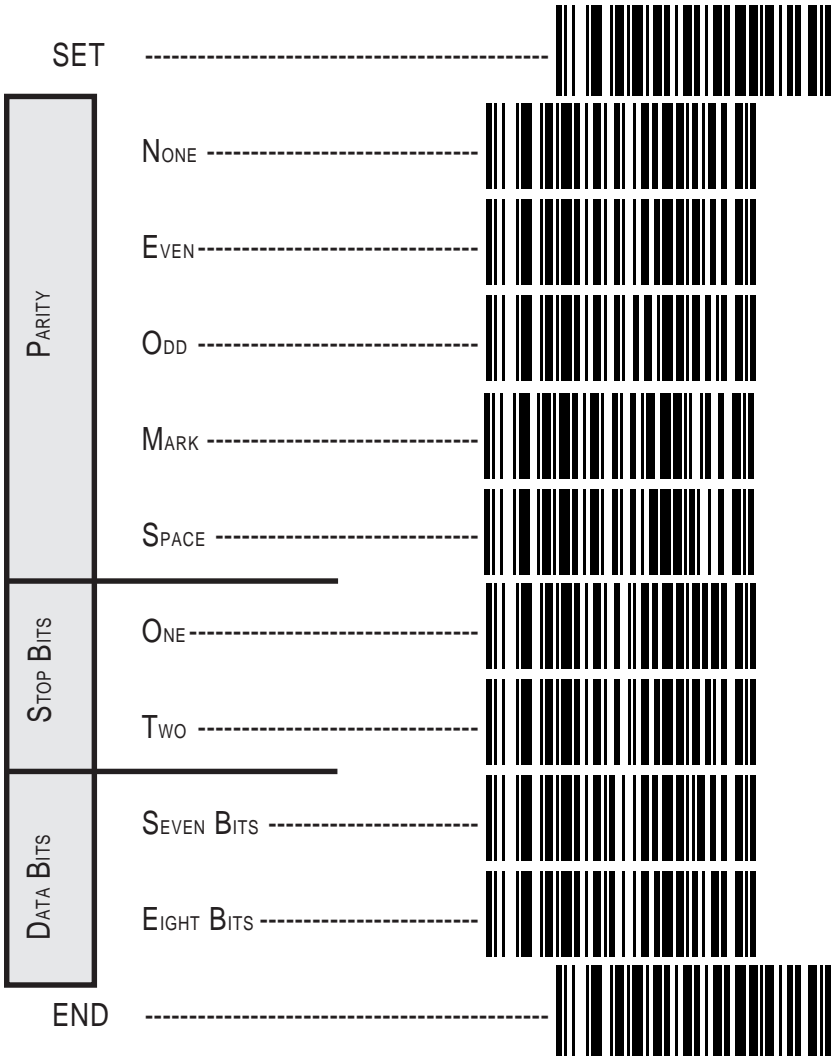 SET
PARITY
NONE
EVEN
ODD
MARK
SPACE
STOP BITS
ONE
TWO
DATA BITS
SEVEN BITS
EIGHT BITS
END